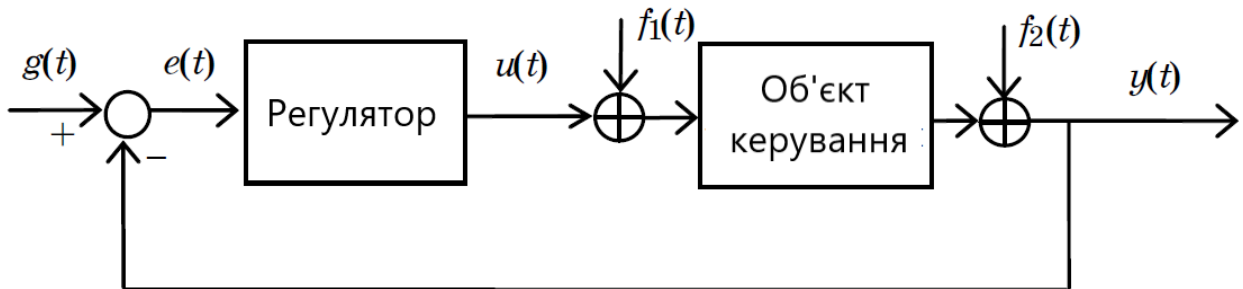 f1(t)
f2(t)
g(t)
e(t)
u(t)
y(t)
Регулятор
Об'єкт
керування
+
−